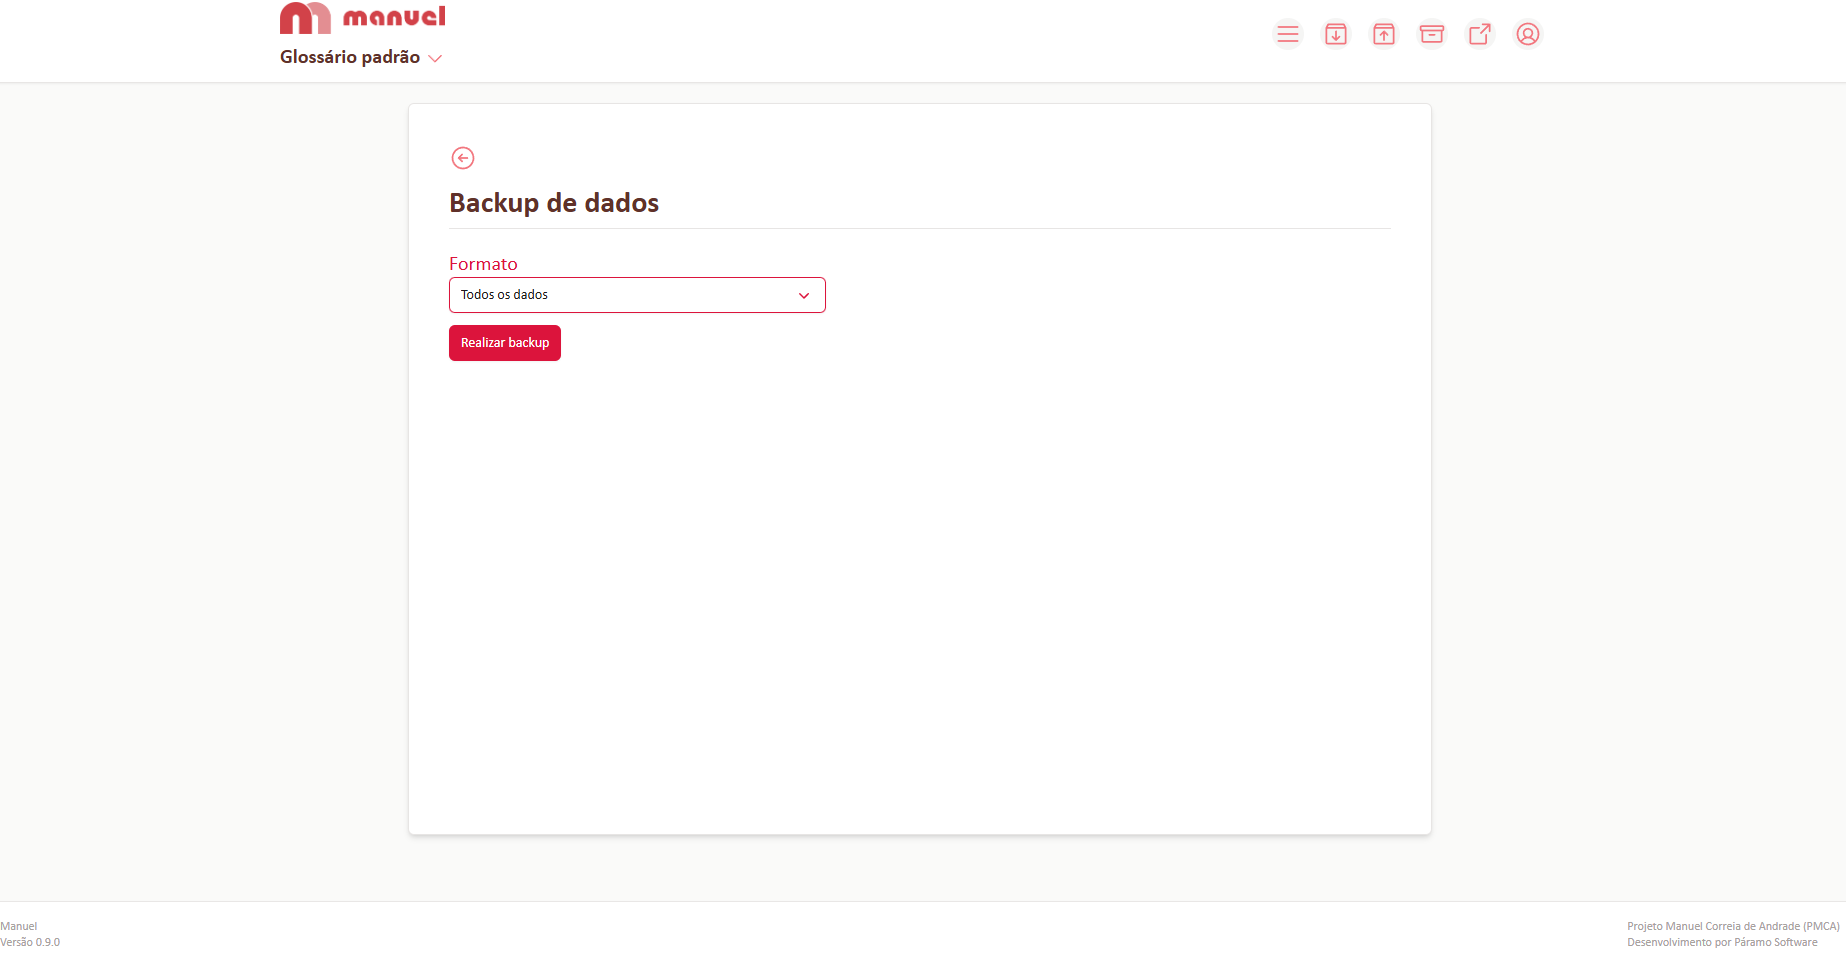 manuel
Glossário padrão
Backup de dados
Formato
Todos os dados
Realizar backup
Manuel
Versão 0.9.0
Projeto Manuel Correia de Andrade (PMCA)
Desenvolvimento por Páramo Software